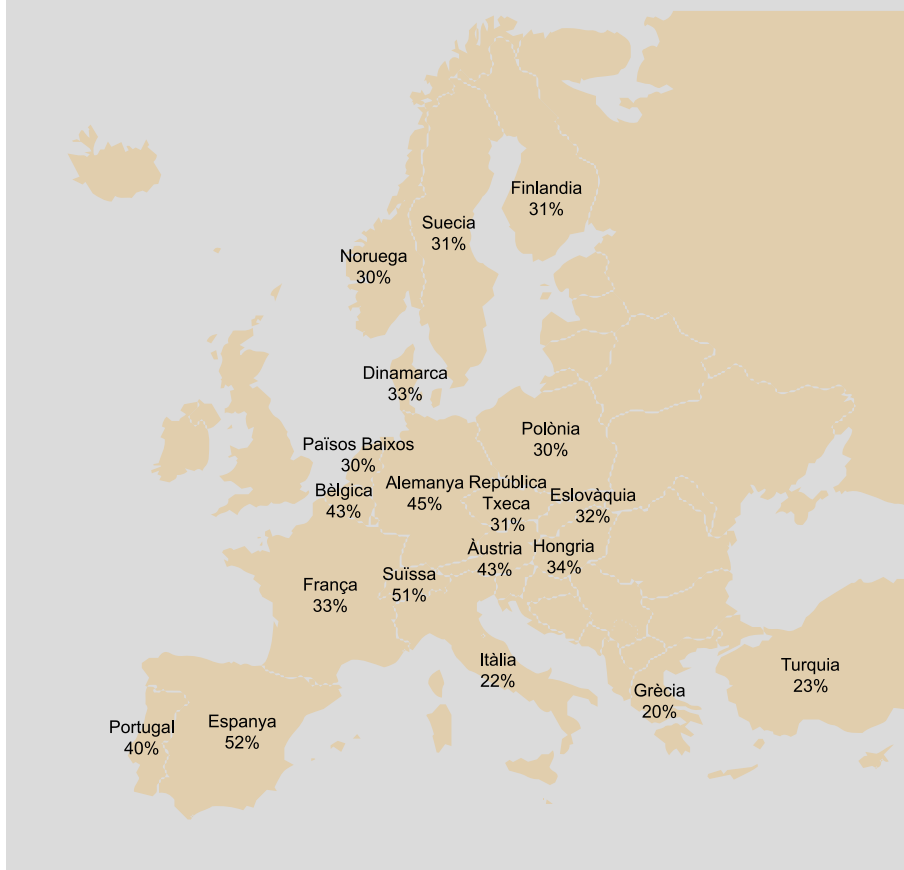 Finlandia
31%
Suecia
31%
Noruega
30%
Dinamarca
33%
Polònia
30%
Països Baixos
30%
Bèlgica
43%
Alemanya
45%
República
Txeca
31%
Eslovàquia
32%
Àustria
43%
Hongria
34%
França
33%
Suïssa
51%
Itàlia
22%
Grècia
20%
Turquia
23%
Portugal
40%
Espanya
52%